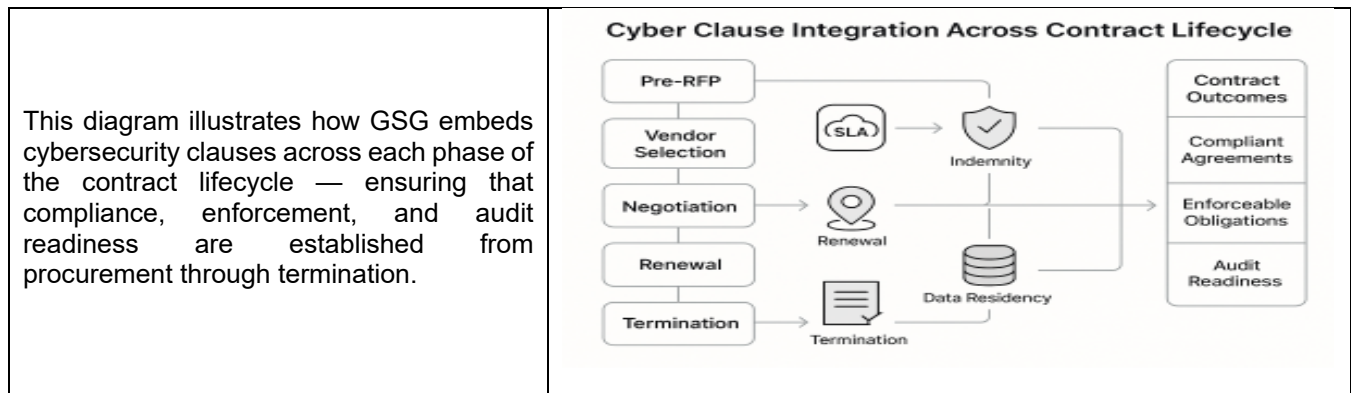 This diagram illustrates how GSG embeds
cybersecurity clauses across each phase of
the contract lifecycle — ensuring that
compliance, enforcement, and audit
readiness are established from
procurement through termination.
Cyber Clause Integration Across Contract Lifecycle
Pre-RFP
Vendor
Selection
Negotiation
Renewal
Termination
SLA
Indemnity
Renewal
Data Residency
Termination
Contract
Outcomes
Compliant
Agreements
Enforceable
Obligations
Audit
Readiness